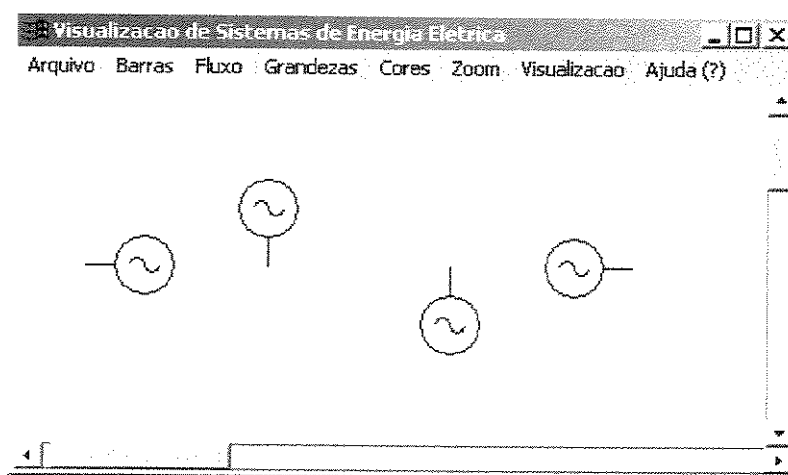 Visualizacao de Sistemas de Energia Eletrica
Arquivo Barras Fluxo Grandezas Cores Zoom Visualizacao Ajuda (?)